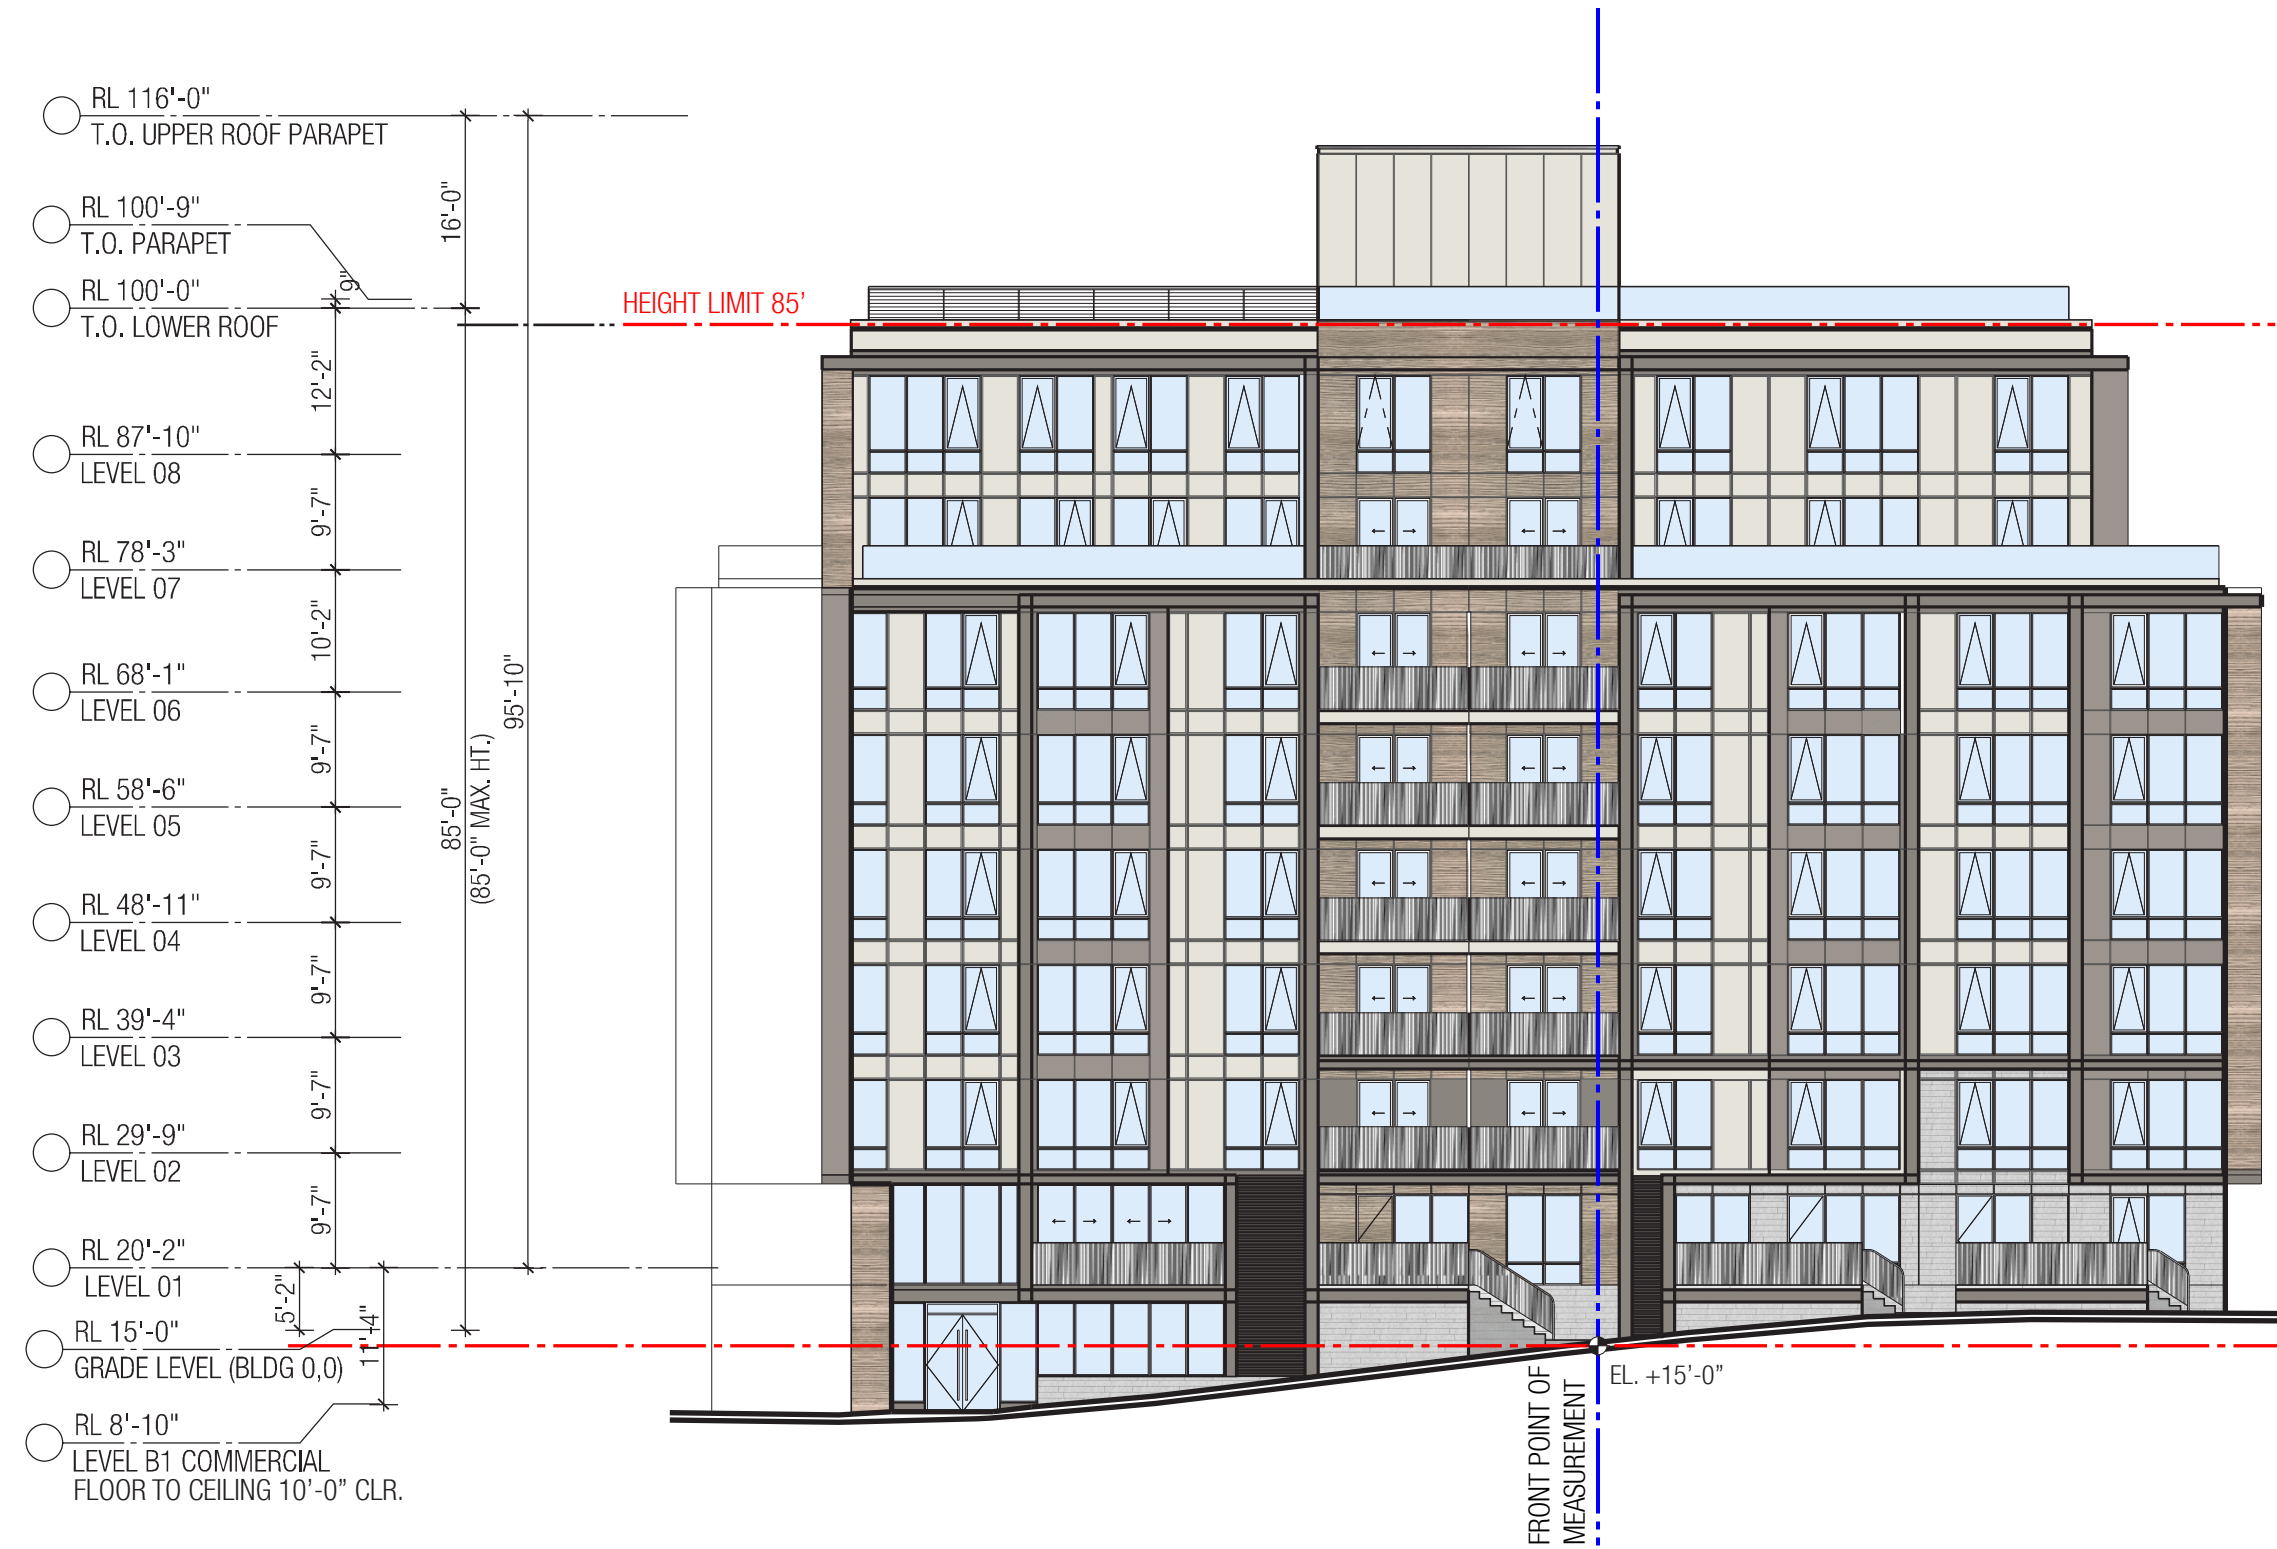 RL 116'-0"
T.O. UPPER ROOF PARAPET
RL 100'-9"
T.O. PARAPET
RL 100'-0"
T.O. LOWER ROOF
9"
16'-0"
HEIGHT LIMIT 85'
12'-2"
RL 87'-10"
LEVEL 08
9'-7"
RL 78'-3"
LEVEL 07
10'-2"
RL 68'-1"
LEVEL 06
9'-7"
RL 58'-6"
LEVEL 05
9'-7"
RL 48'-11"
LEVEL 04
9'-7"
RL 39'-4"
LEVEL 03
9'-7"
RL 29'-9"
LEVEL 02
9'-7"
RL 20'-2"
LEVEL 01
95'-10"
85'-0"
(85'-0" MAX. HT.)
5'-2"
11'-4"
RL 15'-0"
GRADE LEVEL (BLDG 0,0)
RL 8'-10"
LEVEL B1 COMMERCIAL
FLOOR TO CEILING 10'-0" CLR.
FRONT POINT OF
MEASUREMENT
EL. +15'-0"